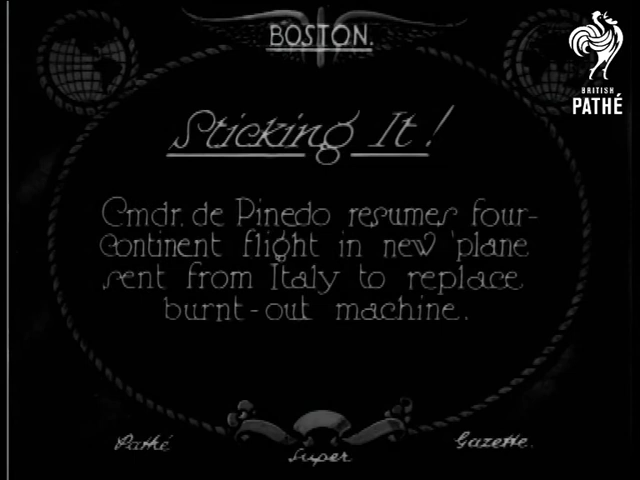 BOSTON.
BRITISH
PATHÉ
Sticking It!
Cmdr. de Pinedo resumes four-
continent flight in new 'plane
sent from Italy to replace
burnt-out machine.
Pathé Super Gazette.